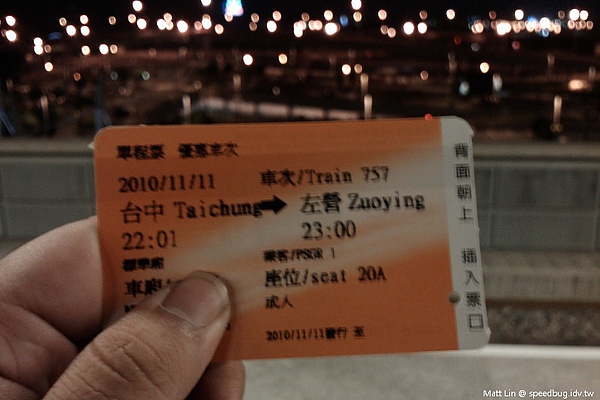 單程票 優惠車次
2010/11/11 車次/Train 757
台中 Taichung → 左營 Zuoying
22:01 23:00
標準廂 乘客/PSGR 1
車廂/ 座位/seat 20A
成人
2010/11/11發行 至
背面朝上 插入票口
Matt Lin @ speedbug.idv.tw